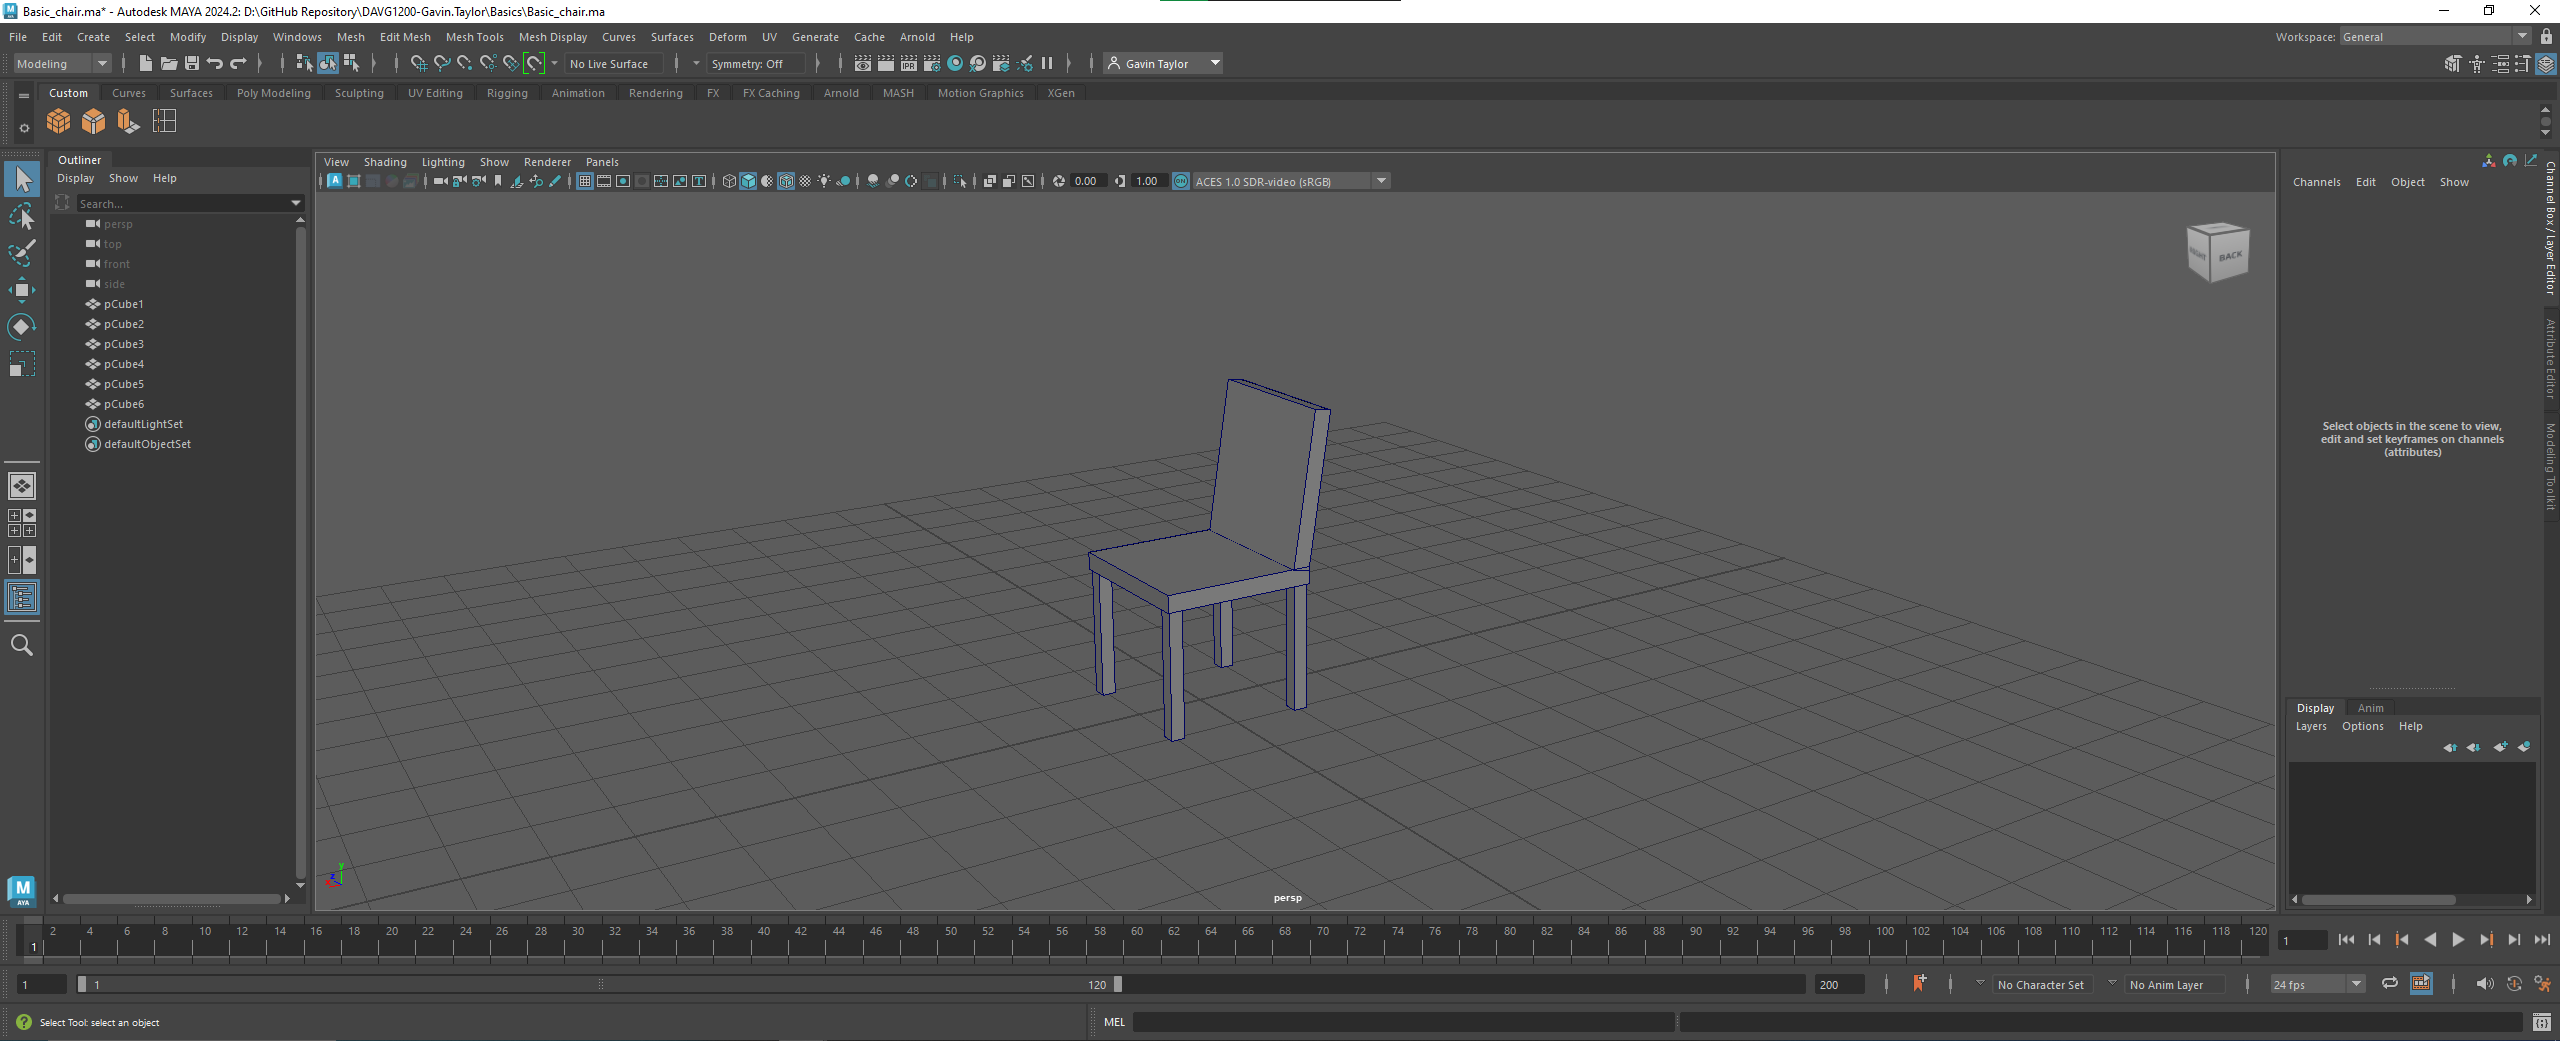 Basic_chair.ma* - Autodesk MAYA 2024.2: D:\GitHub Repository\DAVG1200-Gavin.Taylor\Basics\Basic_chair.ma
File Edit Create Select Modify Display Windows Mesh Edit Mesh Mesh Tools Mesh Display Curves Surfaces Deform UV Generate Cache Arnold Help
Workspace: General
Modeling No Live Surface Symmetry: Off Gavin Taylor
Custom Curves Surfaces Poly Modeling Sculpting UV Editing Rigging Animation Rendering FX FX Caching Arnold MASH Motion Graphics XGen
Outliner
Display Show Help
Search...
persp
top
front
side
pCube1
pCube2
pCube3
pCube4
pCube5
pCube6
defaultLightSet
defaultObjectSet
View Shading Lighting Show Renderer Panels
0.00 1.00 ACES 1.0 SDR-video (sRGB)
RIGHT BACK
y
z
persp
Channels Edit Object Show
Select objects in the scene to view,
edit and set keyframes on channels
(attributes)
Channel Box / Layer Editor
Attribute Editor
Modeling Toolkit
Display Anim
Layers Options Help
M
AYA
1 2 4 6 8 10 12 14 16 18 20 22 24 26 28 30 32 34 36 38 40 42 44 46 48 50 52 54 56 58 60 62 64 66 68 70 72 74 76 78 80 82 84 86 88 90 92 94 96 98 100 102 104 106 108 110 112 114 116 118 120 1
1 1 120 200 No Character Set No Anim Layer 24 fps
Select Tool: select an object
MEL